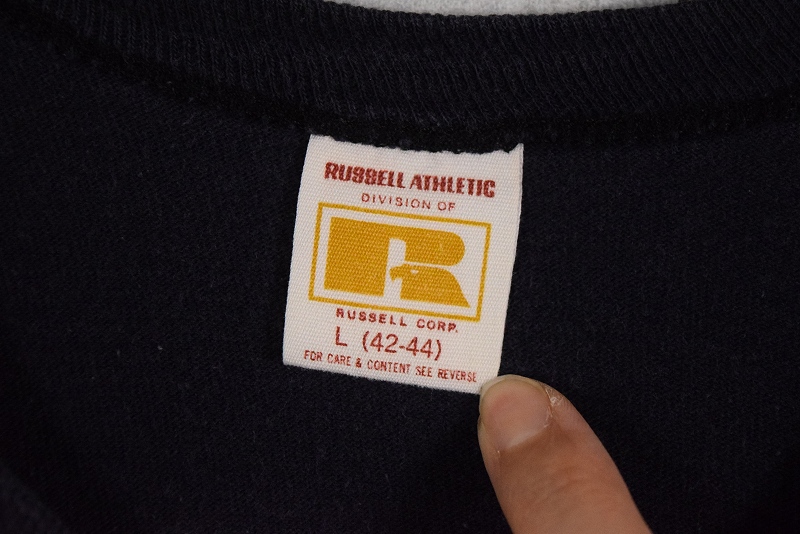 RUSSELL ATHLETIC
DIVISION OF
R
RUSSELL CORP.
L (42-44)
FOR CARE & CONTENT SEE REVERSE